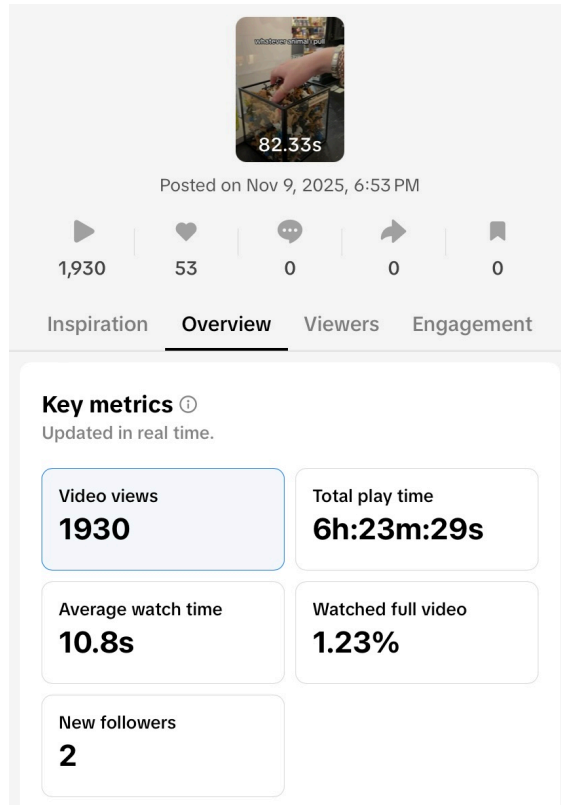 whatever animal i pull
82.33s
Posted on Nov 9, 2025, 6:53 PM
1,930 53 0 0 0
Inspiration Overview Viewers Engagement
Key metrics
Updated in real time.
Video views Total play time
1930 6h:23m:29s
Average watch time Watched full video
10.8s 1.23%
New followers
2